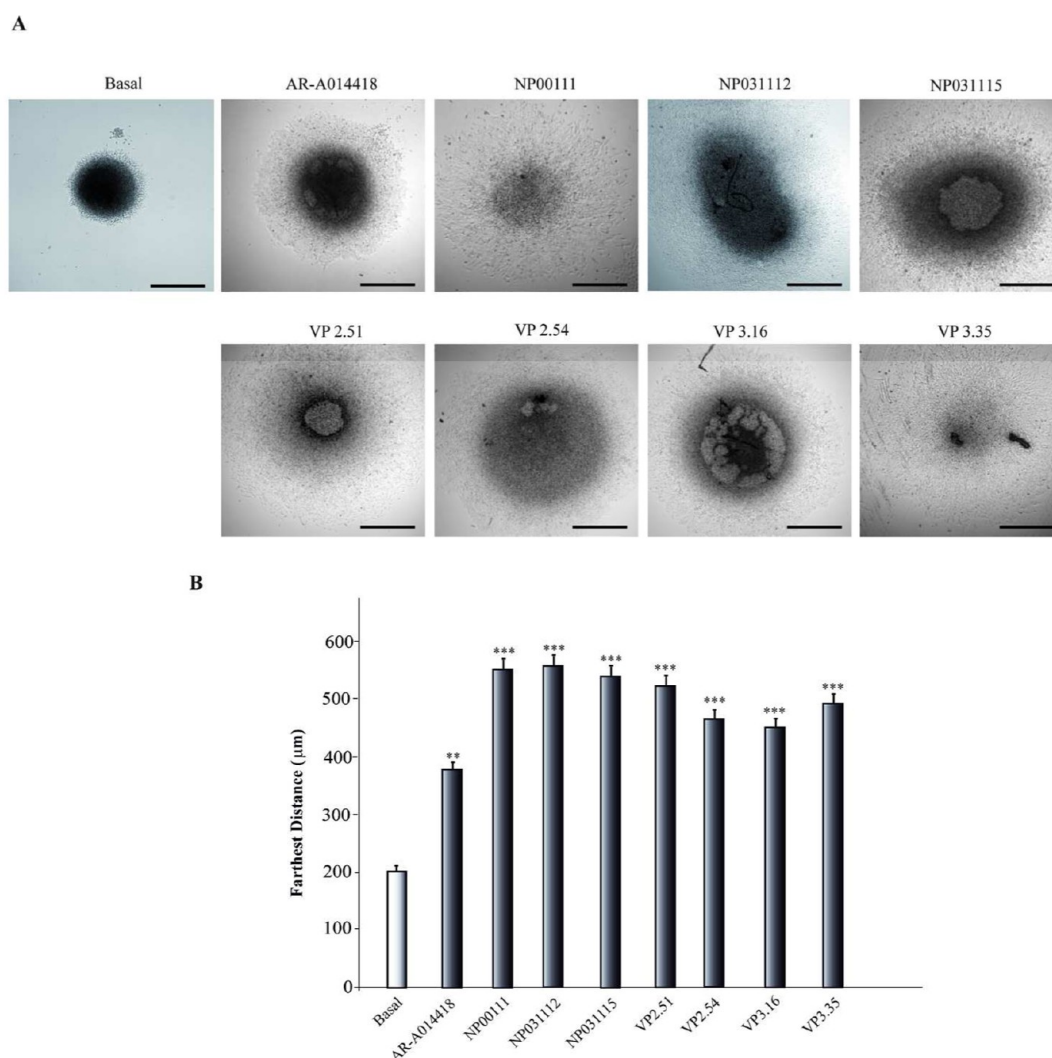 A
Basal
AR-A014418
NP00111
NP031112
NP031115
VP 2.51
VP 2.54
VP 3.16
VP 3.35
B
Farthest Distance (μm)
600
500
400
300
200
100
0
**
***
***
***
***
***
***
***
Basal
AR-A014418
NP00111
NP031112
NP031115
VP2.51
VP2.54
VP3.16
VP3.35